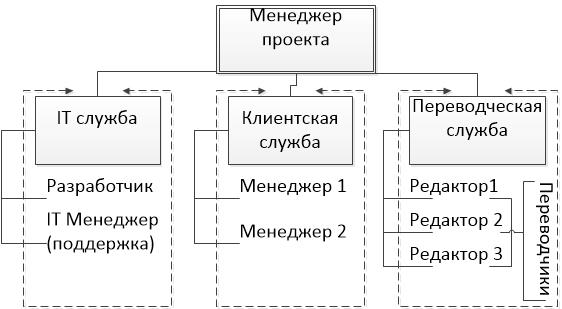 Менеджер
проекта
IT служба
Клиентская
служба
Переводческая
служба
Разработчик
IT Менеджер
(поддержка)
Менеджер 1
Менеджер 2
Редактор1
Редактор 2
Редактор 3
Переводчики